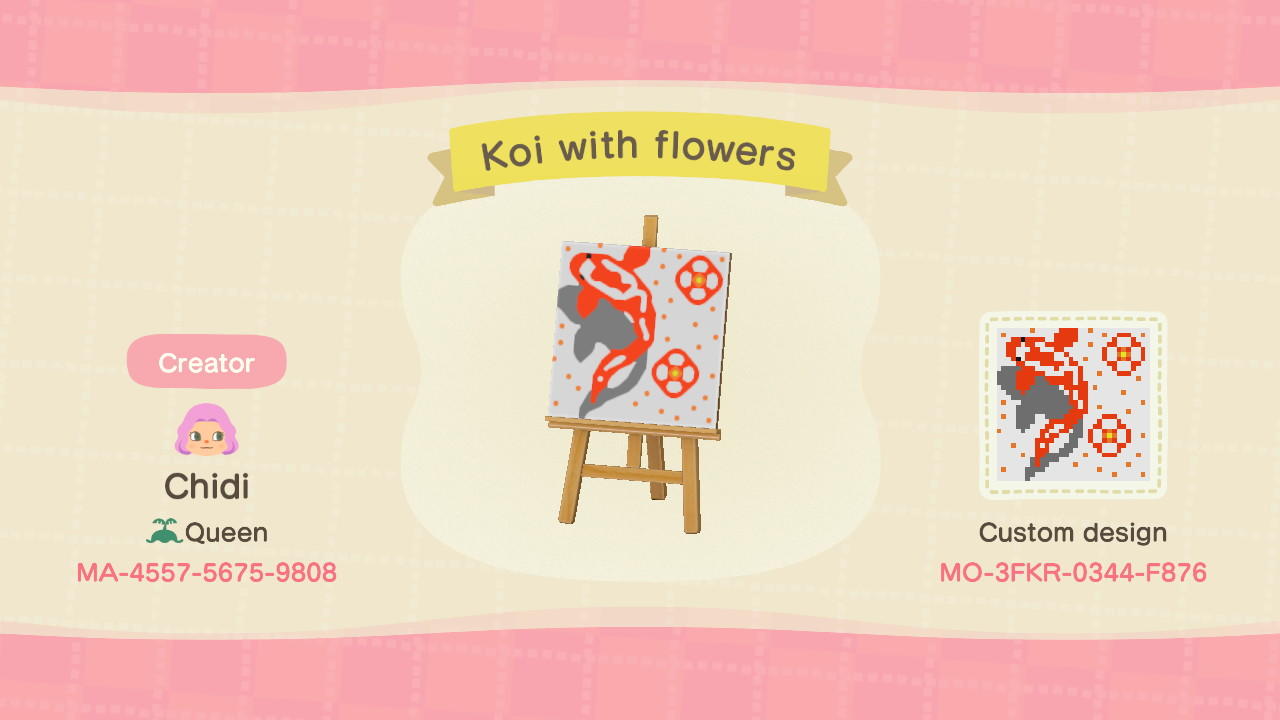 Koi with flowers
Creator
Chidi
Queen
MA-4557-5675-9808
Custom design
MO-3FKR-0344-F876